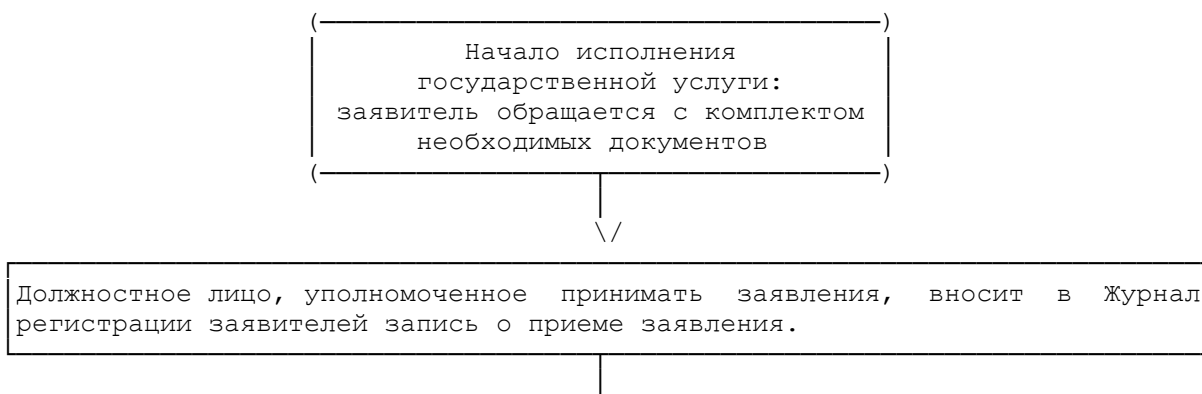 Начало исполнения
государственной услуги:
заявитель обращается с комплектом
необходимых документов
Должностное лицо, уполномоченное принимать заявления, вносит в Журнал
регистрации заявителей запись о приеме заявления.